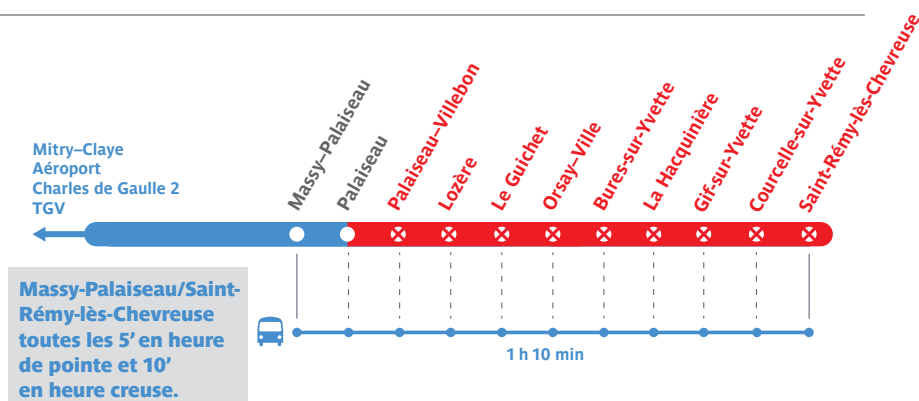 Mitry–Claye
Aéroport
Charles de Gaulle 2
TGV
Massy–Palaiseau
Palaiseau
Palaiseau–Villebon
Lozère
Le Guichet
Orsay–Ville
Bures-sur-Yvette
La Hacquinière
Gif-sur-Yvette
Courcelle-sur-Yvette
Saint-Rémy-lès-Chevreuse
Massy-Palaiseau/Saint-
Rémy-lès-Chevreuse
toutes les 5’ en heure
de pointe et 10’
en heure creuse.
1 h 10 min